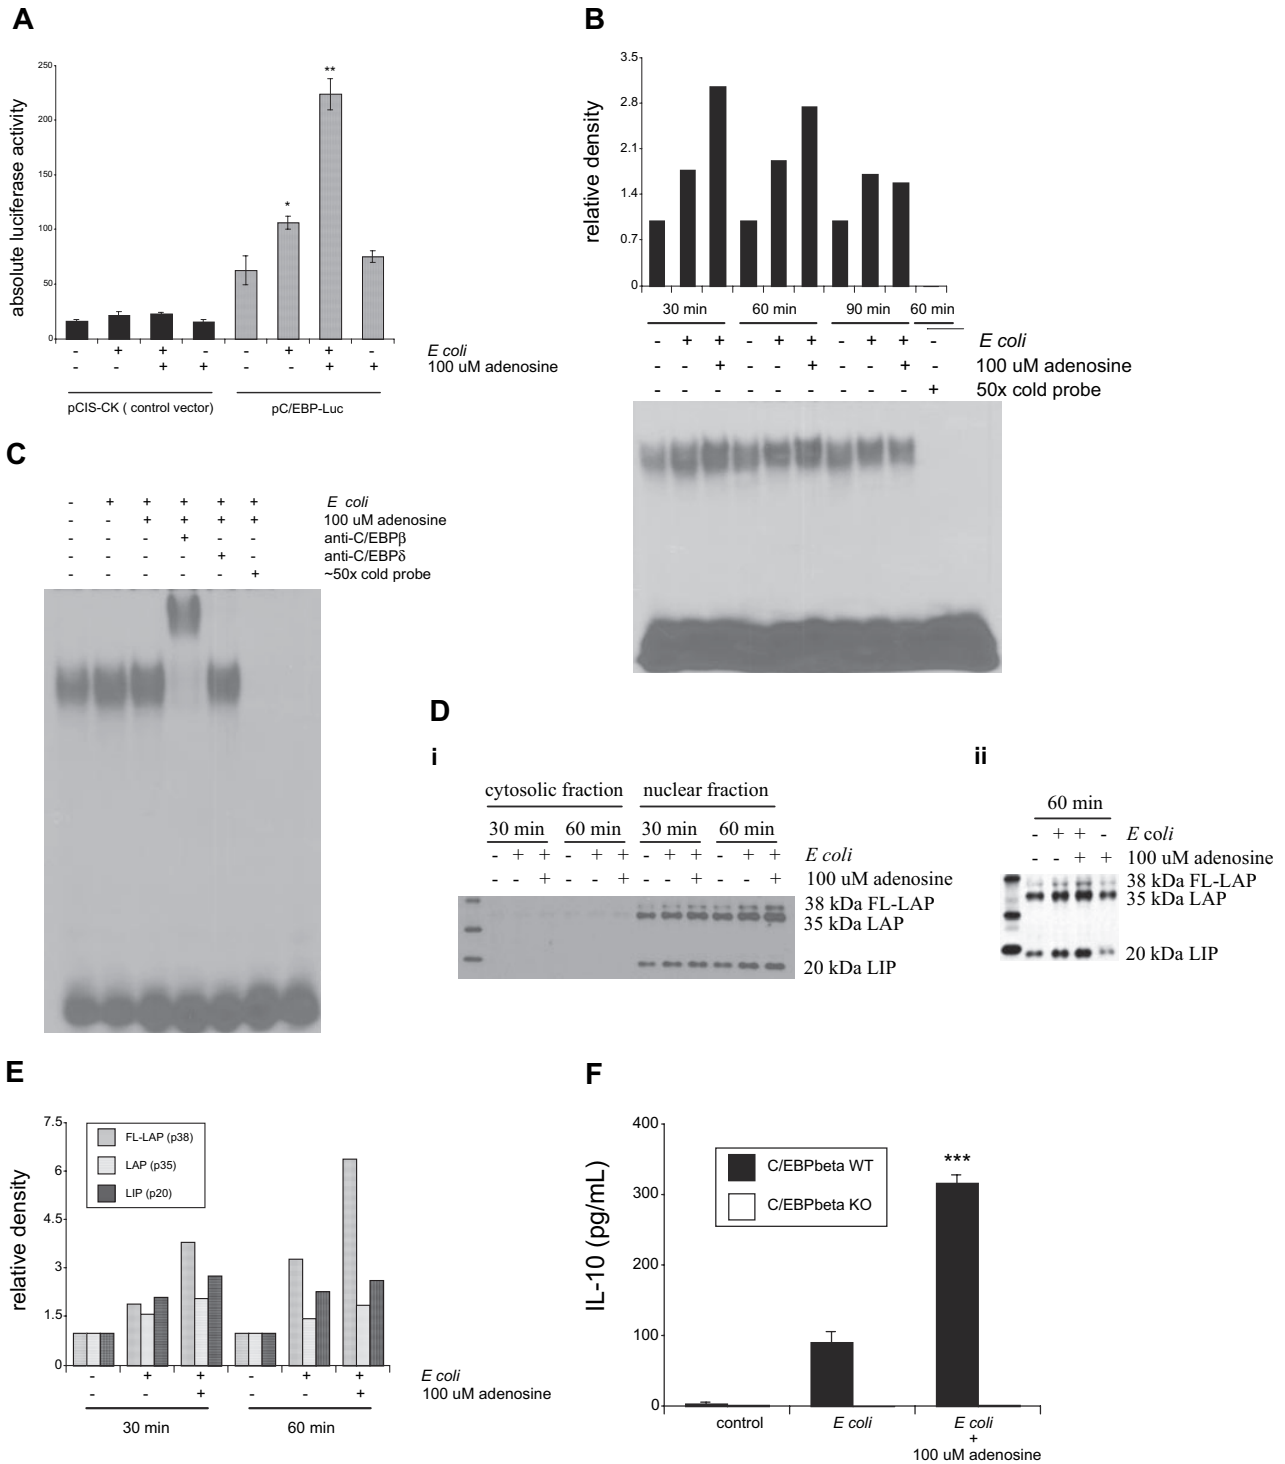 A
absolute luciferase activity
250
200
150
100
50
0
*
**
- + + - - + + - E coli
- - + + - - + + 100 uM adenosine
pCIS-CK ( control vector)
pC/EBP-Luc
B
relative density
3.5
2.8
2.1
1.4
0.7
0
30 min 60 min 90 min 60 min
- + + - + + - + + - E coli
- - + - - + - - + - 100 uM adenosine
- - - - - - - - - + 50x cold probe
C
- + + + + + E coli
- - + + + + 100 uM adenosine
- - - + - - anti-C/EBPβ
- - - - + - anti-C/EBPδ
- - - - - + ~50x cold probe
D
i
cytosolic fraction nuclear fraction
30 min 60 min 30 min 60 min
- + + - + + - + + - + + E coli
- - + - - + - - + - - + 100 uM adenosine
38 kDa FL-LAP
35 kDa LAP
20 kDa LIP
ii
60 min
- + + - E coli
- - + + 100 uM adenosine
38 kDa FL-LAP
35 kDa LAP
20 kDa LIP
E
relative density
7.5
6
4.5
3
1.5
0
FL-LAP (p38)
LAP (p35)
LIP (p20)
- + + - + + E coli
- - + - - + 100 uM adenosine
30 min 60 min
F
IL-10 (pg/mL)
400
300
200
100
0
C/EBPbeta WT
C/EBPbeta KO
***
control
E coli
E coli
+
100 uM adenosine